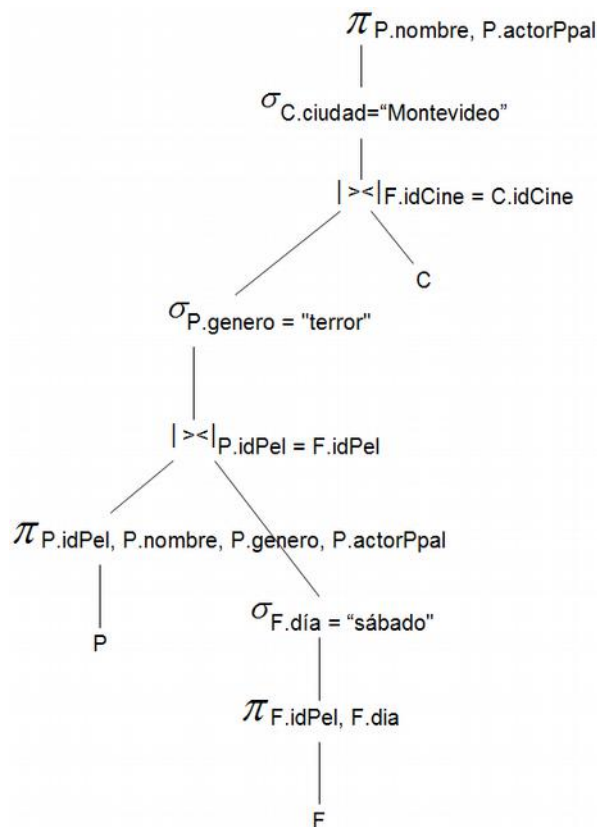 π P.nombre, P.actorPpal
σ C.ciudad=“Montevideo”
|><| F.idCine = C.idCine
C
σ P.genero = "terror"
|><| P.idPel = F.idPel
π P.idPel, P.nombre, P.genero, P.actorPpal
σ F.día = “sábado"
P
π F.idPel, F.dia
F